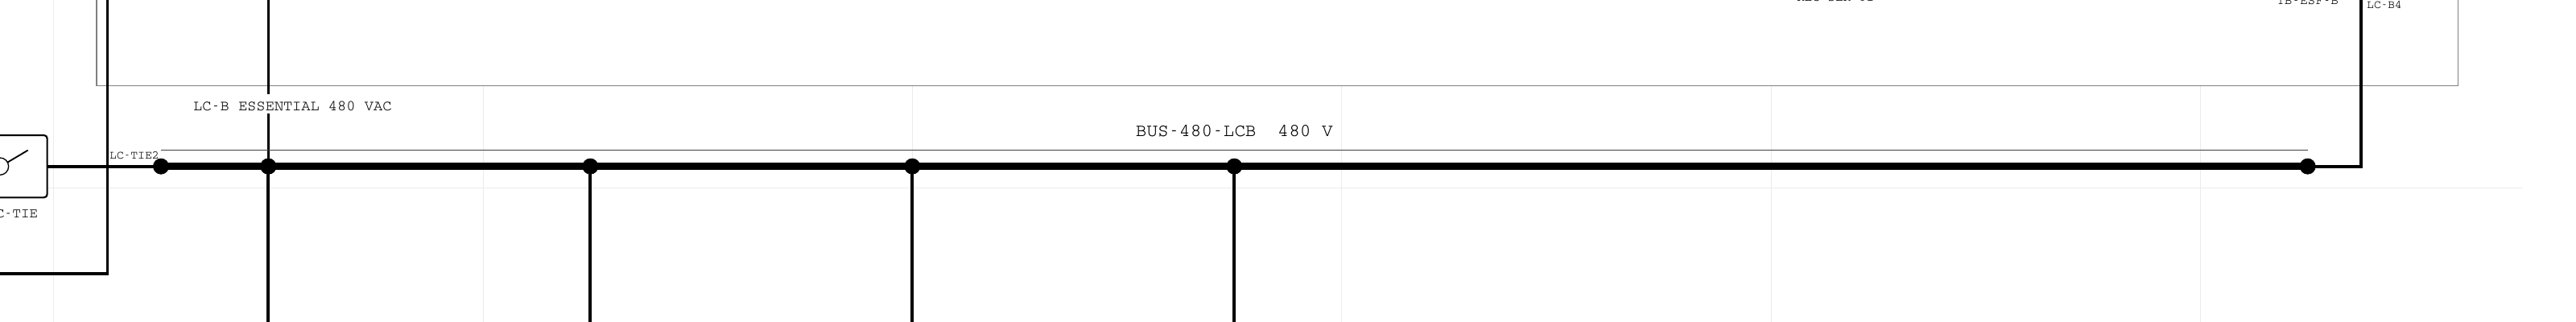 LC-B4
LC-B ESSENTIAL 480 VAC
BUS-480-LCB  480 V
LC-TIE2
C-TIE